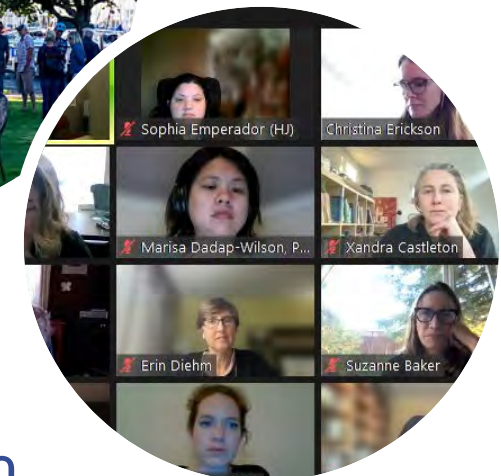 Sophia Emperador (HJ)
Christina Erickson
Marisa Dadap-Wilson, P...
Xandra Castleton
Erin Diehm
Suzanne Baker